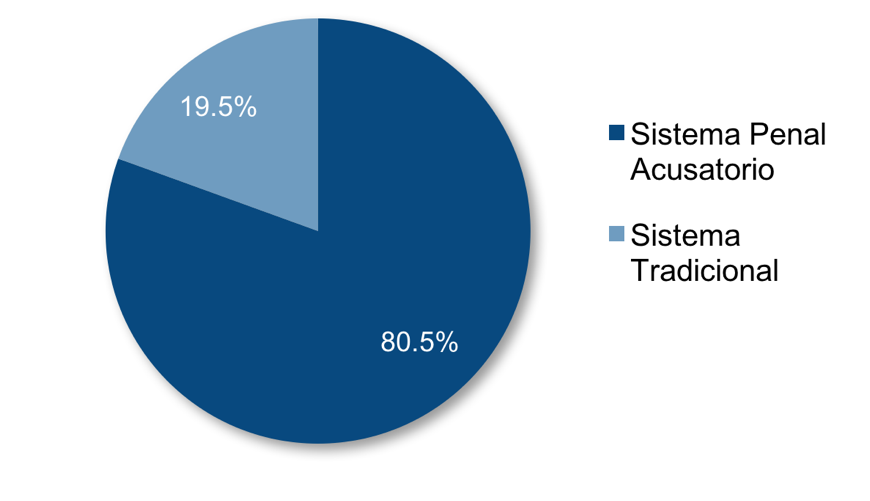 19.5%
80.5%
Sistema Penal
Acusatorio
Sistema
Tradicional